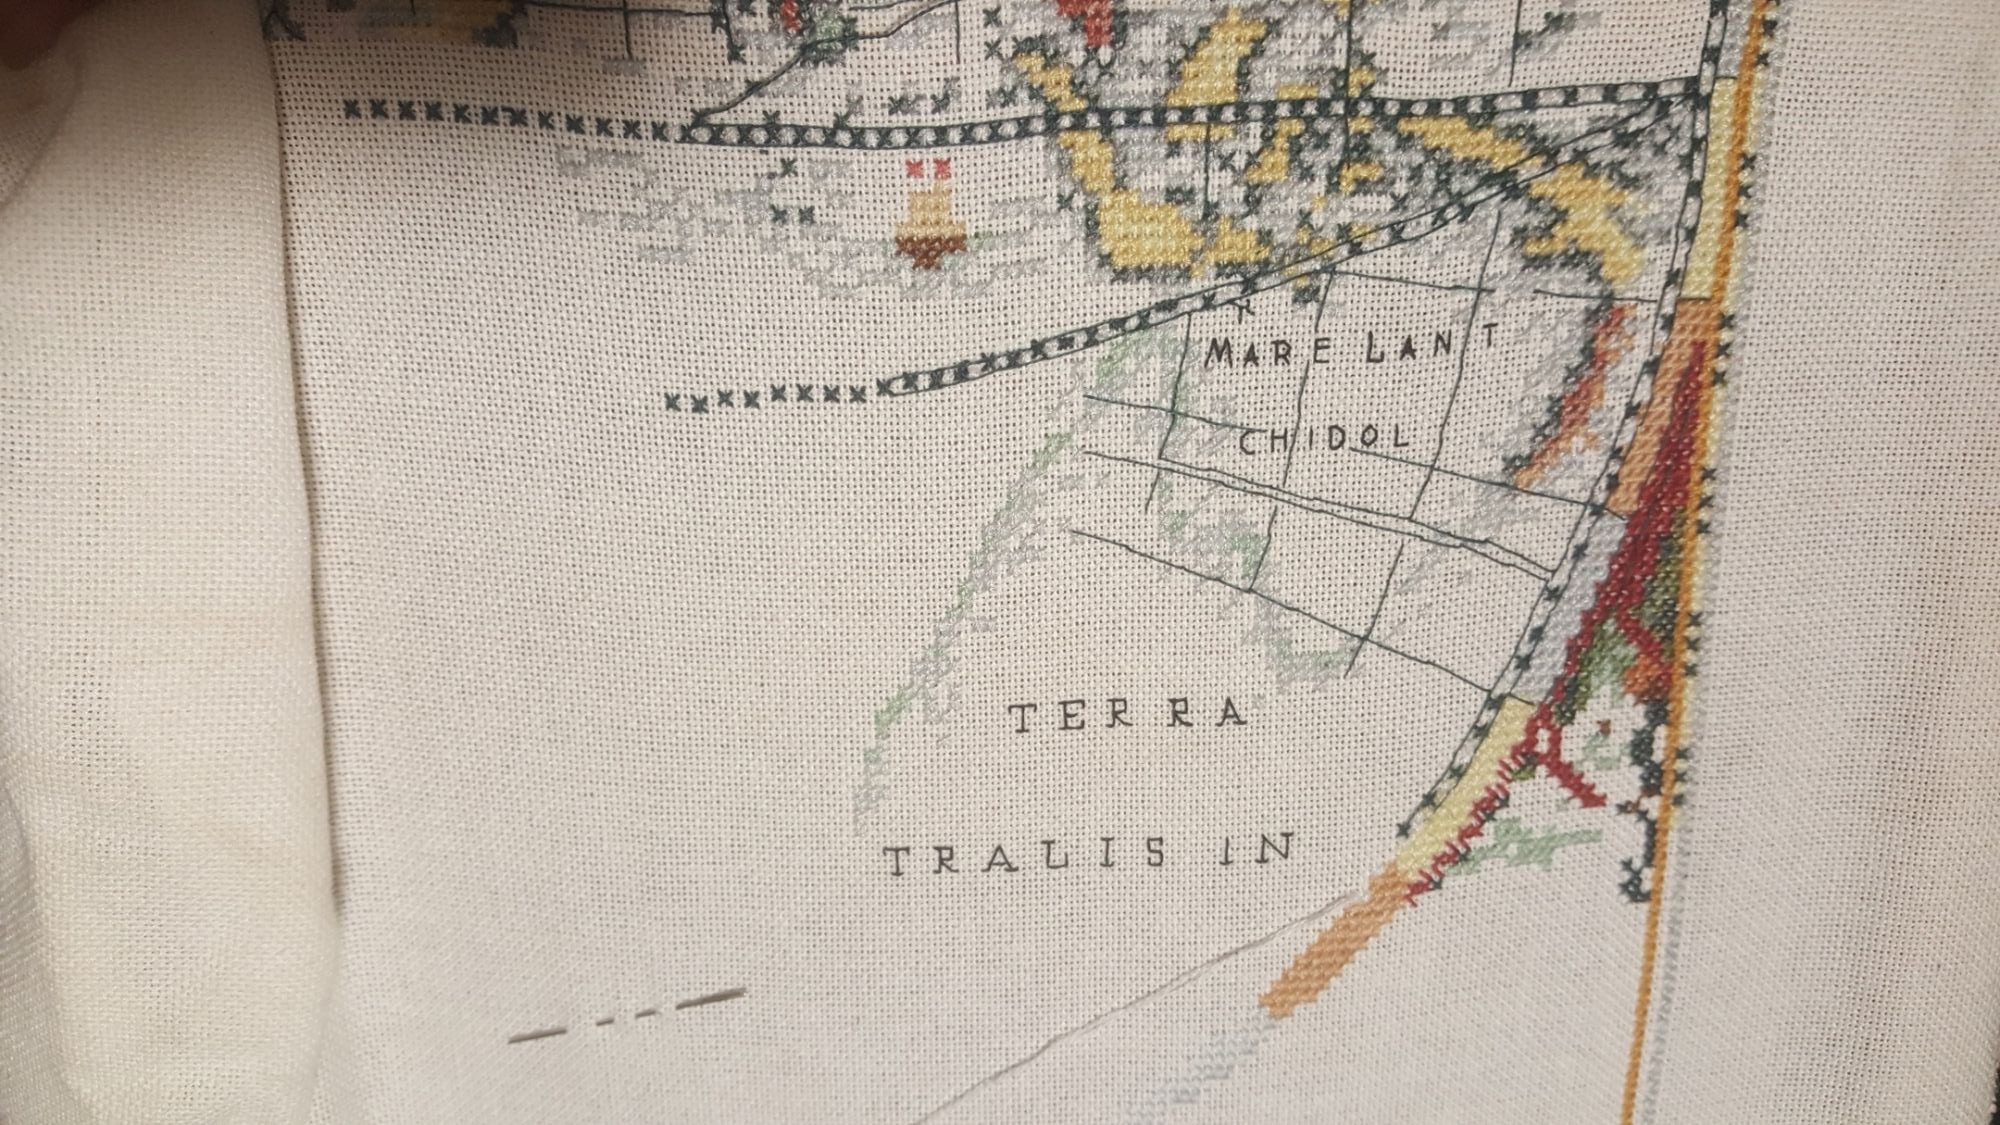 MARE LANT
CHIDOL
TERRA
TRALIS IN